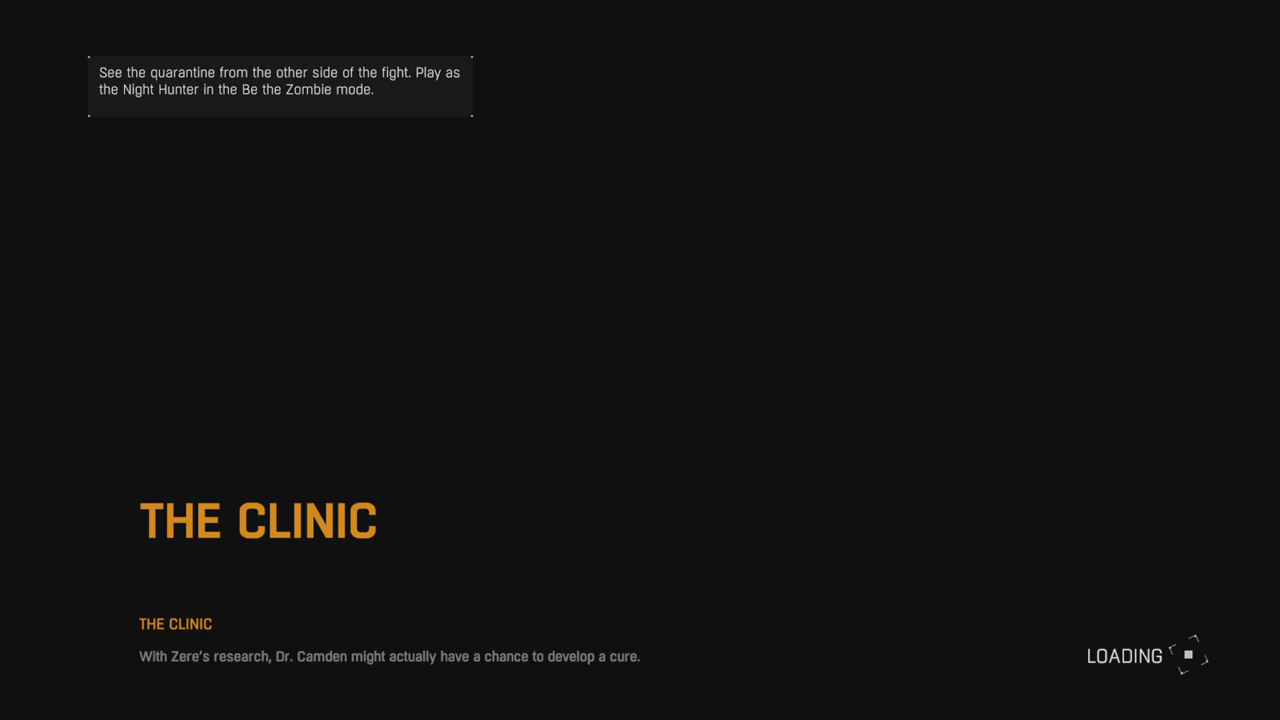 See the quarantine from the other side of the fight. Play as
the Night Hunter in the Be the Zombie mode.
THE CLINIC
THE CLINIC
With Zere's research, Dr. Camden might actually have a chance to develop a cure.
LOADING